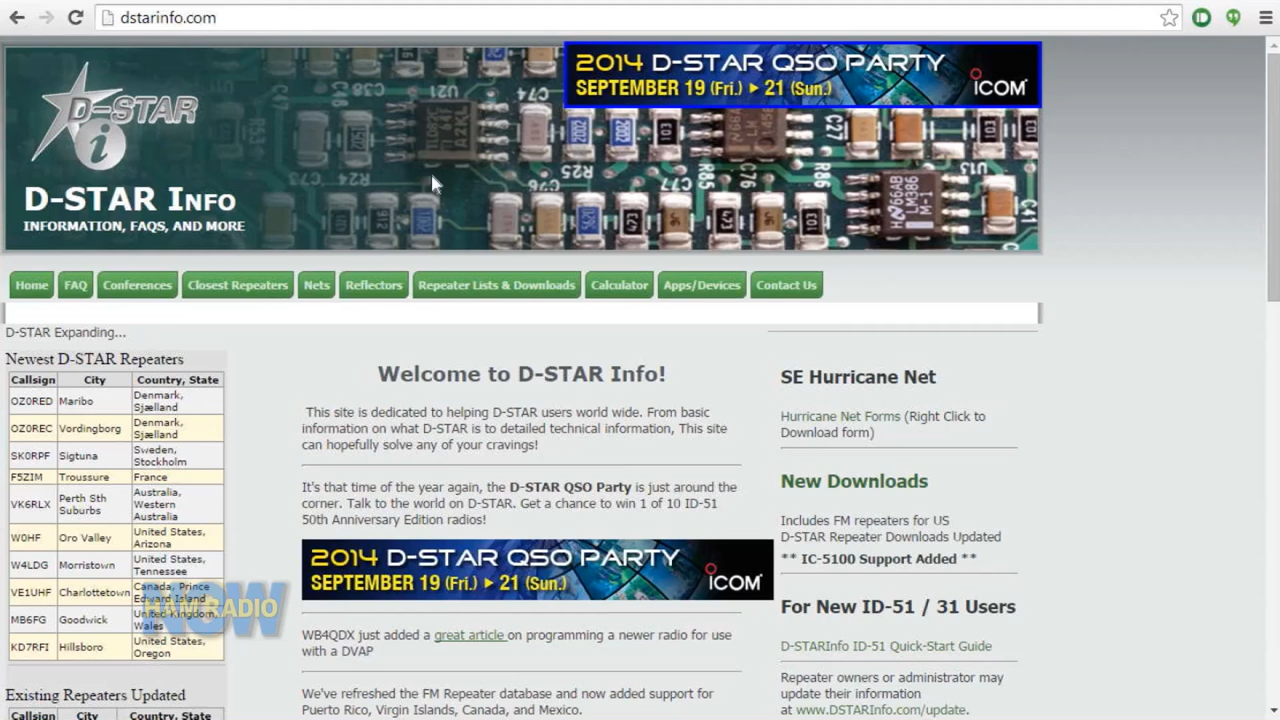 dstarinfo.com
2014 D-STAR QSO PARTY
SEPTEMBER 19 (Fri.) ▸ 21 (Sun.)
ICOM
D-STAR
i
D-STAR INFO
INFORMATION, FAQS, AND MORE
Home FAQ Conferences Closest Repeaters Nets Reflectors Repeater Lists & Downloads Calculator Apps/Devices Contact Us
D-STAR Expanding...
Newest D-STAR Repeaters
Callsign City Country, State
OZ0RED Maribo Denmark, Sjælland
OZ0REC Vordingborg Denmark, Sjælland
SK0RPF Sigtuna Sweden, Stockholm
F5ZIM Troussure France
VK6RLX Perth Sth Suburbs Australia, Western Australia
W0HF Oro Valley United States, Arizona
W4LDG Morristown United States, Tennessee
VE1UHF Charlottetown Canada, Prince Edward Island
MB6FG Goodwick United Kingdom, Wales
KD7RFI Hillsboro United States, Oregon
HAM RADIO
NOW
Existing Repeaters Updated
Callsign City Country, State
Welcome to D-STAR Info!
This site is dedicated to helping D-STAR users world wide. From basic
information on what D-STAR is to detailed technical information, This site
can hopefully solve any of your cravings!
It's that time of the year again, the D-STAR QSO Party is just around the
corner. Talk to the world on D-STAR. Get a chance to win 1 of 10 ID-51
50th Anniversary Edition radios!
2014 D-STAR QSO PARTY
SEPTEMBER 19 (Fri.) ▸ 21 (Sun.)
ICOM
WB4QDX just added a great article on programming a newer radio for use
with a DVAP
We've refreshed the FM Repeater database and now added support for
Puerto Rico, Virgin Islands, Canada, and Mexico.
SE Hurricane Net
Hurricane Net Forms (Right Click to
Download form)
New Downloads
Includes FM repeaters for US
D-STAR Repeater Downloads Updated
** IC-5100 Support Added **
For New ID-51 / 31 Users
D-STARInfo ID-51 Quick-Start Guide
Repeater owners or administrator may
update their information
at www.DSTARInfo.com/update.